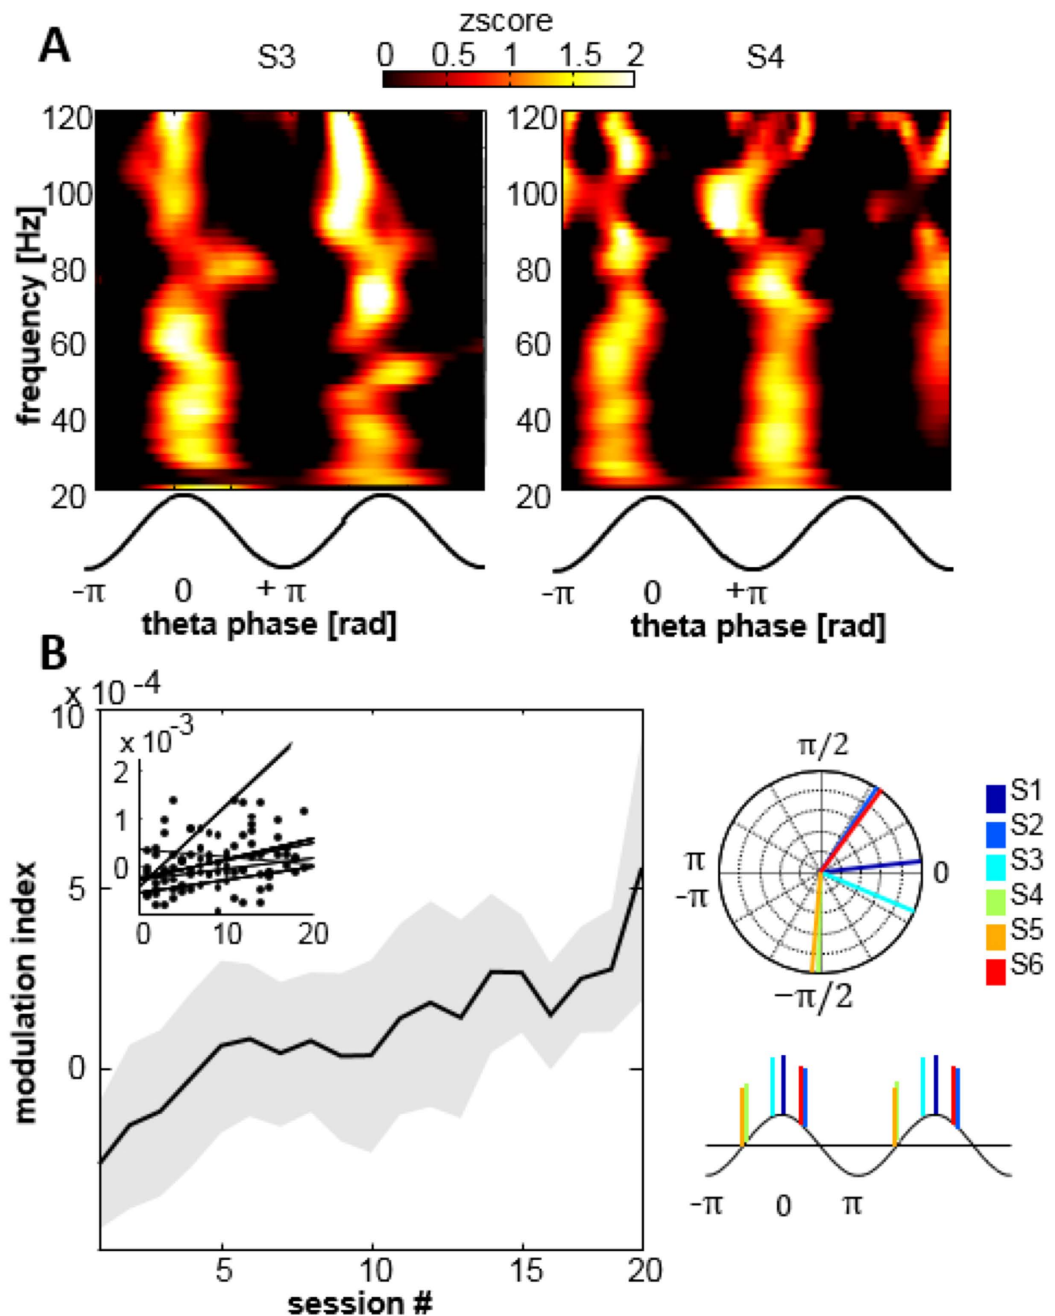 A
zscore
S3
0 0.5 1 1.5 2
S4
frequency [Hz]
120
100
80
60
40
20
120
100
80
60
40
20
-π 0 + π
theta phase [rad]
-π 0 +π
theta phase [rad]
B
x 10 -4
modulation index
10
5
0
x 10 -3
2
1
0
0 10 20
5 10 15 20
session #
π/2
π
-π
0
−π/2
S1
S2
S3
S4
S5
S6
-π 0 π